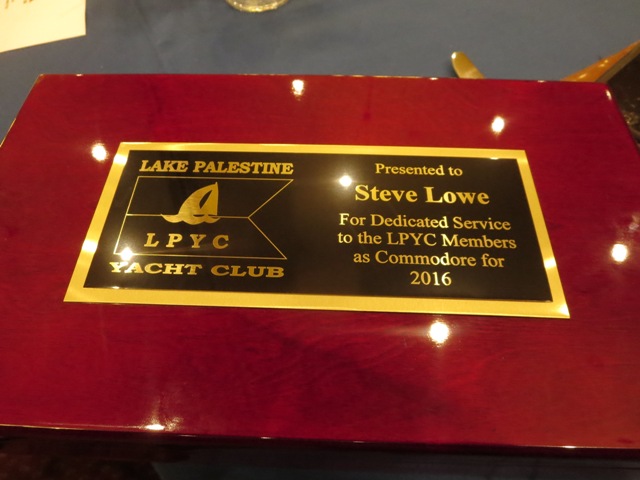 LAKE PALESTINE
LPYC
YACHT CLUB
Presented to
Steve Lowe
For Dedicated Service
to the LPYC Members
as Commodore for
2016